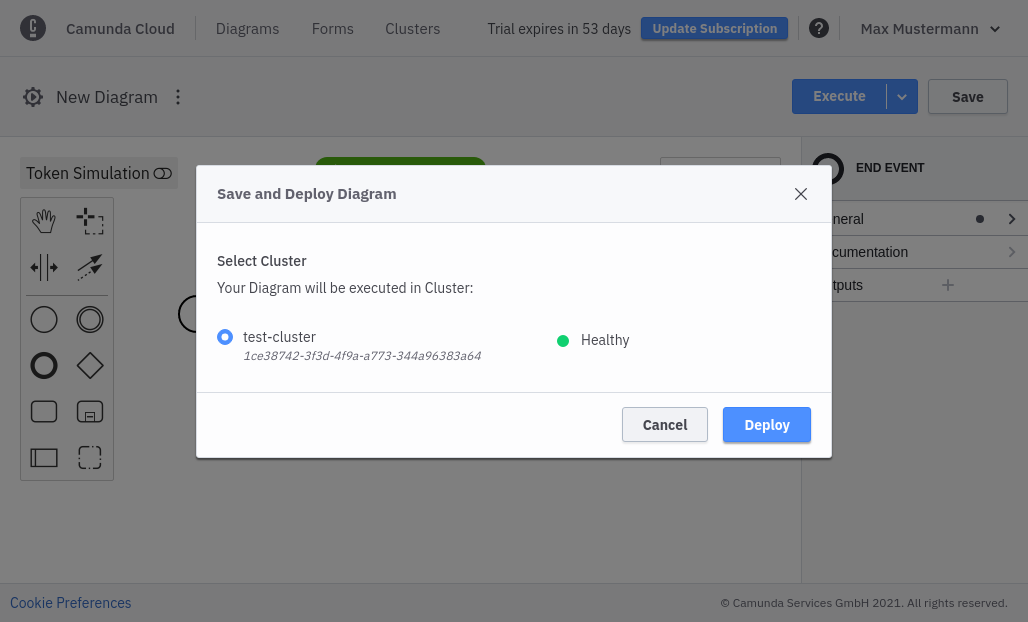 Camunda Cloud
Diagrams
Forms
Clusters
Trial expires in 53 days
Update Subscription
?
Max Mustermann
New Diagram
Execute
Save
Token Simulation
END EVENT
neral
cumentation
tputs
Save and Deploy Diagram
Select Cluster
Your Diagram will be executed in Cluster:
test-cluster
1ce38742-3f3d-4f9a-a773-344a96383a64
Healthy
Cancel
Deploy
Cookie Preferences
© Camunda Services GmbH 2021. All rights reserved.